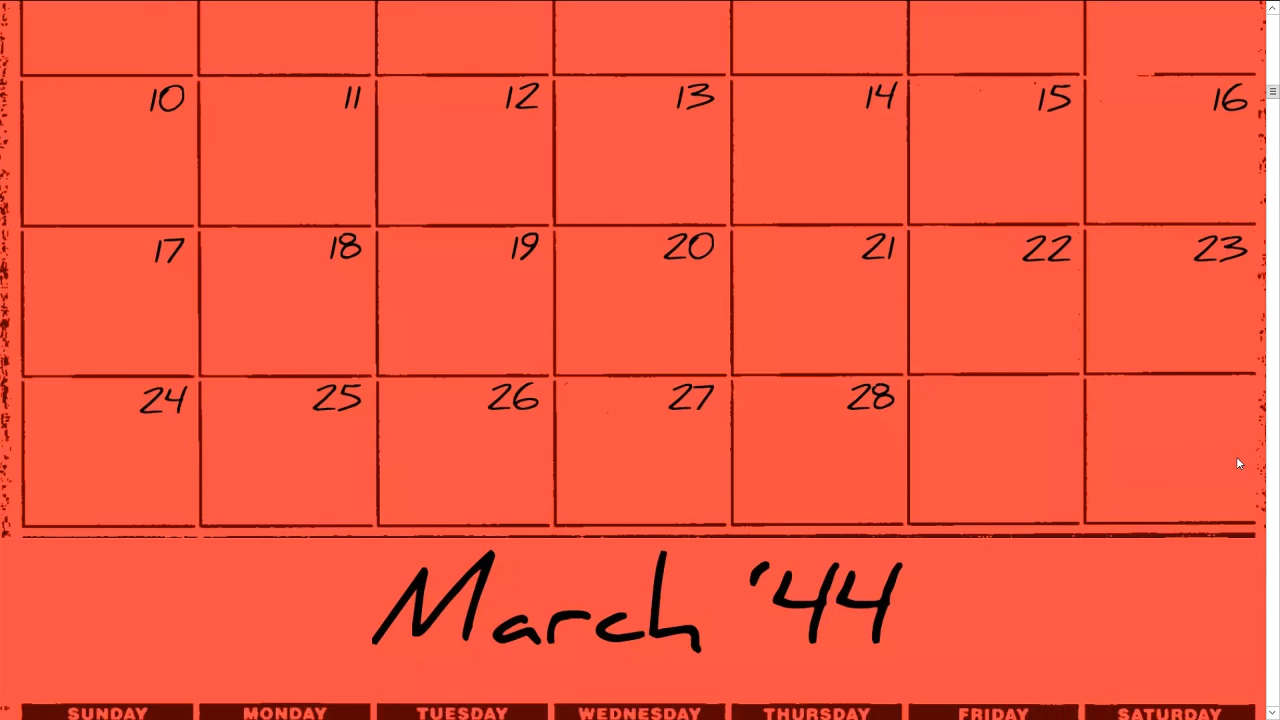 10 11 12 13 14 15 16
17 18 19 20 21 22 23
24 25 26 27 28
March '44
SUNDAY MONDAY TUESDAY WEDNESDAY THURSDAY FRIDAY SATURDAY